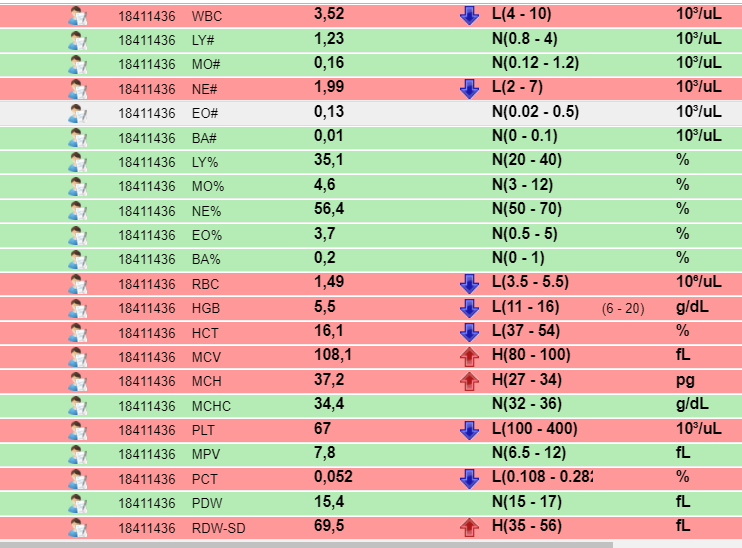 18411436 WBC 3,52 L(4 - 10) 10³/uL
18411436 LY# 1,23 N(0.8 - 4) 10³/uL
18411436 MO# 0,16 N(0.12 - 1.2) 10³/uL
18411436 NE# 1,99 L(2 - 7) 10³/uL
18411436 EO# 0,13 N(0.02 - 0.5) 10³/uL
18411436 BA# 0,01 N(0 - 0.1) 10³/uL
18411436 LY% 35,1 N(20 - 40) %
18411436 MO% 4,6 N(3 - 12) %
18411436 NE% 56,4 N(50 - 70) %
18411436 EO% 3,7 N(0.5 - 5) %
18411436 BA% 0,2 N(0 - 1) %
18411436 RBC 1,49 L(3.5 - 5.5) 10⁶/uL
18411436 HGB 5,5 L(11 - 16) (6 - 20) g/dL
18411436 HCT 16,1 L(37 - 54) %
18411436 MCV 108,1 H(80 - 100) fL
18411436 MCH 37,2 H(27 - 34) pg
18411436 MCHC 34,4 N(32 - 36) g/dL
18411436 PLT 67 L(100 - 400) 10³/uL
18411436 MPV 7,8 N(6.5 - 12) fL
18411436 PCT 0,052 L(0.108 - 0.282 %
18411436 PDW 15,4 N(15 - 17) fL
18411436 RDW-SD 69,5 H(35 - 56) fL